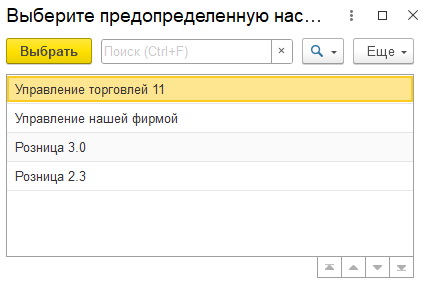 Выберите предопределенную нас...
Выбрать
Поиск (Ctrl+F)
Еще
Управление торговлей 11
Управление нашей фирмой
Розница 3.0
Розница 2.3